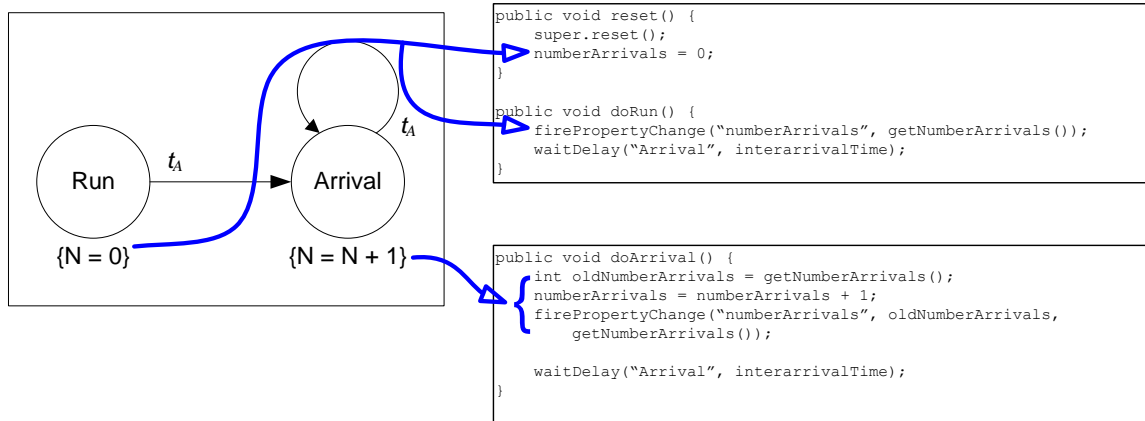 t_A
Run
t_A
Arrival
{N = 0}
{N = N + 1}
public void reset() {
super.reset();
numberArrivals = 0;
}
public void doRun() {
firePropertyChange(“numberArrivals”, getNumberArrivals());
waitDelay(“Arrival”, interarrivalTime);
}
public void doArrival() {
int oldNumberArrivals = getNumberArrivals();
numberArrivals = numberArrivals + 1;
firePropertyChange(“numberArrivals”, oldNumberArrivals,
getNumberArrivals());
waitDelay(“Arrival”, interarrivalTime);
}